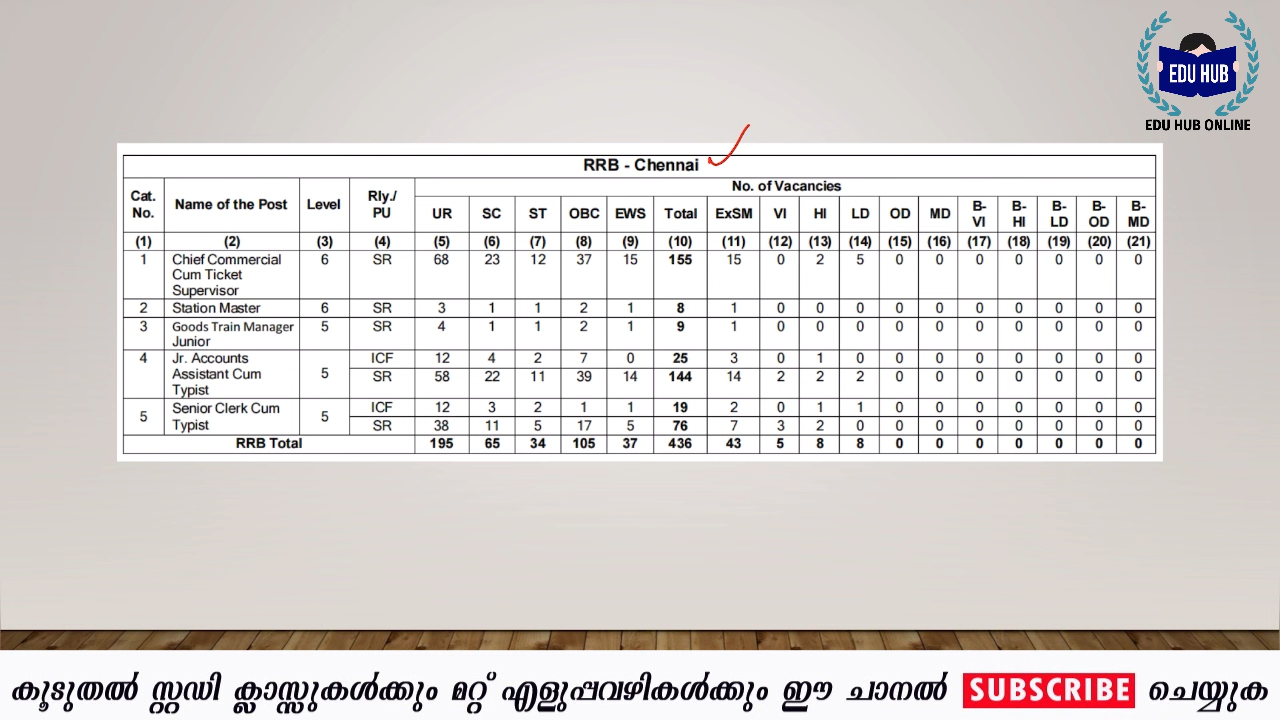 EDU HUB
EDU HUB ONLINE
RRB - Chennai
Cat. No. Name of the Post Level Rly./ PU No. of Vacancies
UR SC ST OBC EWS Total ExSM VI HI LD OD MD B-VI B-HI B-LD B-OD B-MD
(1) (2) (3) (4) (5) (6) (7) (8) (9) (10) (11) (12) (13) (14) (15) (16) (17) (18) (19) (20) (21)
1 Chief Commercial 6 SR 68 23 12 37 15 155 15 0 2 5 0 0 0 0 0 0 0
Cum Ticket
Supervisor
2 Station Master 6 SR 3 1 1 2 1 8 1 0 0 0 0 0 0 0 0 0 0
3 Goods Train Manager 5 SR 4 1 1 2 1 9 1 0 0 0 0 0 0 0 0 0 0
Junior
4 Jr. Accounts ICF 12 4 2 7 0 25 3 0 1 0 0 0 0 0 0 0 0
Assistant Cum 5 SR 58 22 11 39 14 144 14 2 2 2 0 0 0 0 0 0 0
Typist
5 Senior Clerk Cum 5 ICF 12 3 2 1 1 19 2 0 1 1 0 0 0 0 0 0 0
Typist SR 38 11 5 17 5 76 7 3 2 0 0 0 0 0 0 0 0
RRB Total 195 65 34 105 37 436 43 5 8 8 0 0 0 0 0 0 0
കൂടുതൽ സ്റ്റഡി ക്ലാസ്സുകൾക്കും മറ്റ് എളുപ്പവഴികൾക്കും ഈ ചാനൽ SUBSCRIBE ചെയ്യുക